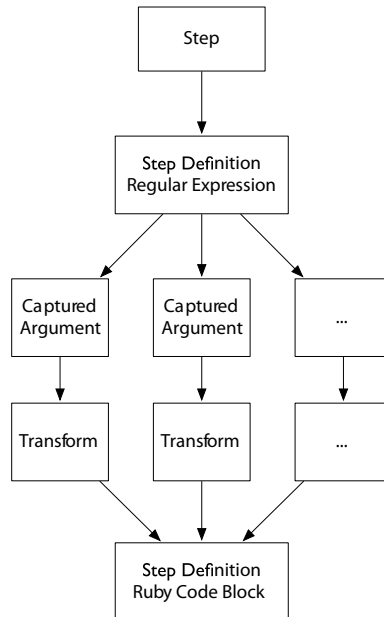 Step
Step Definition
Regular Expression
Captured
Argument
Captured
Argument
...
Transform
Transform
...
Step Definition
Ruby Code Block